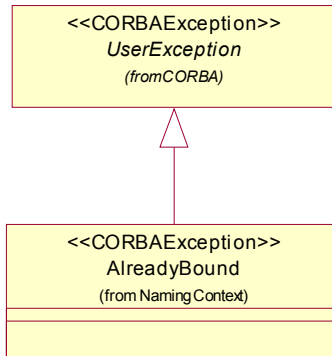 <<CORBAException>>
UserException
(fromCORBA)
<<CORBAException>>
AlreadyBound
(from NamingContext)